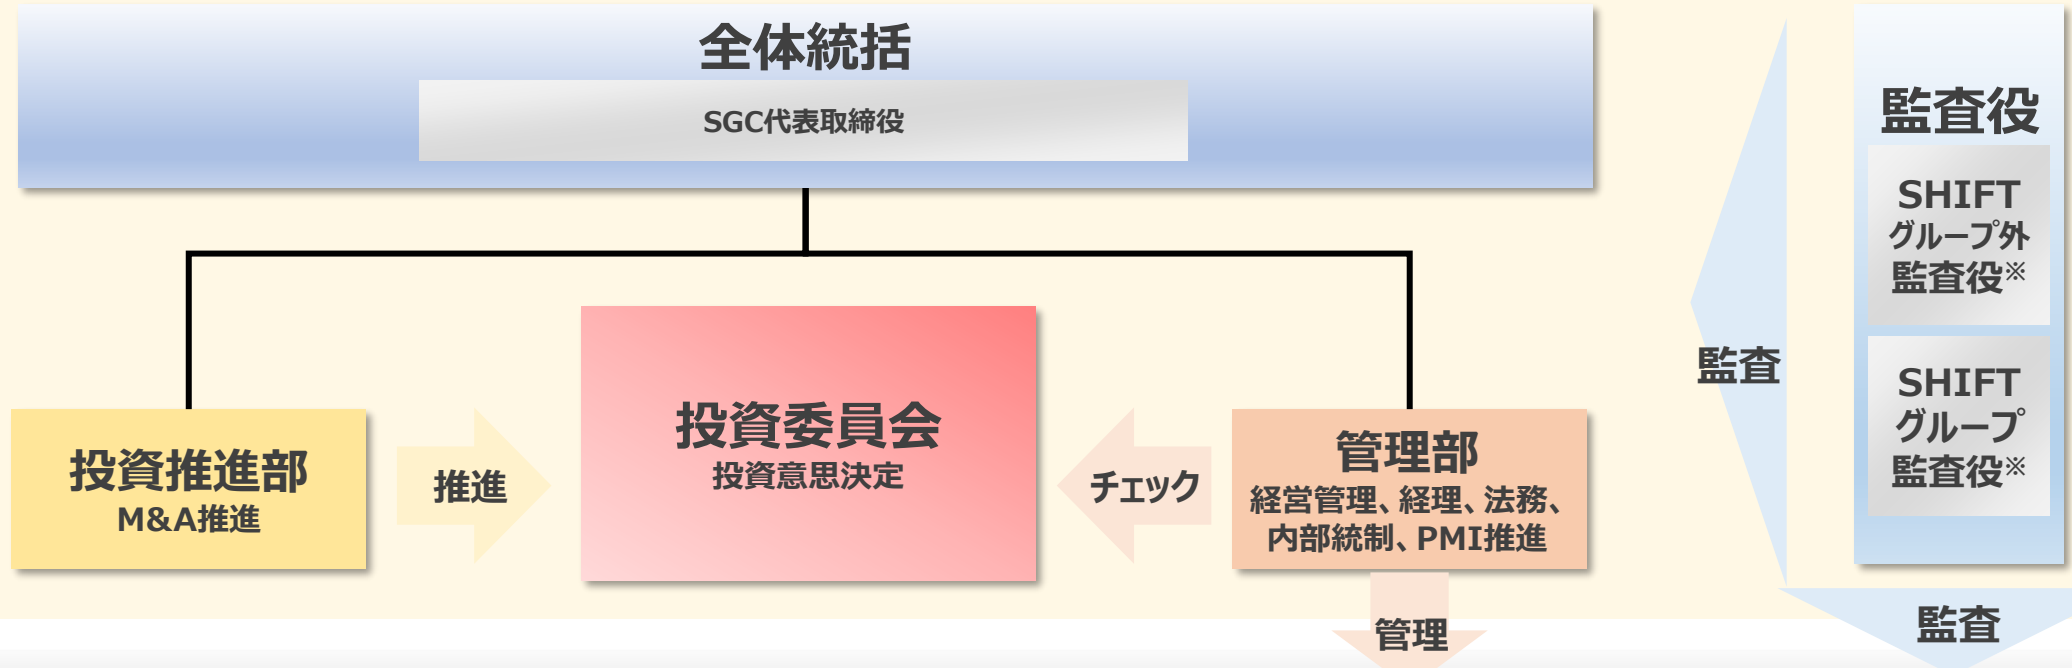 全体統括
SGC代表取締役
投資推進部
M&A推進
推進
投資委員会
投資意思決定
チェック
管理部
経営管理、経理、法務、
内部統制、PMI推進
管理
監査
監査役
SHIFT
グループ外
監査役※
SHIFT
グループ
監査役※
監査